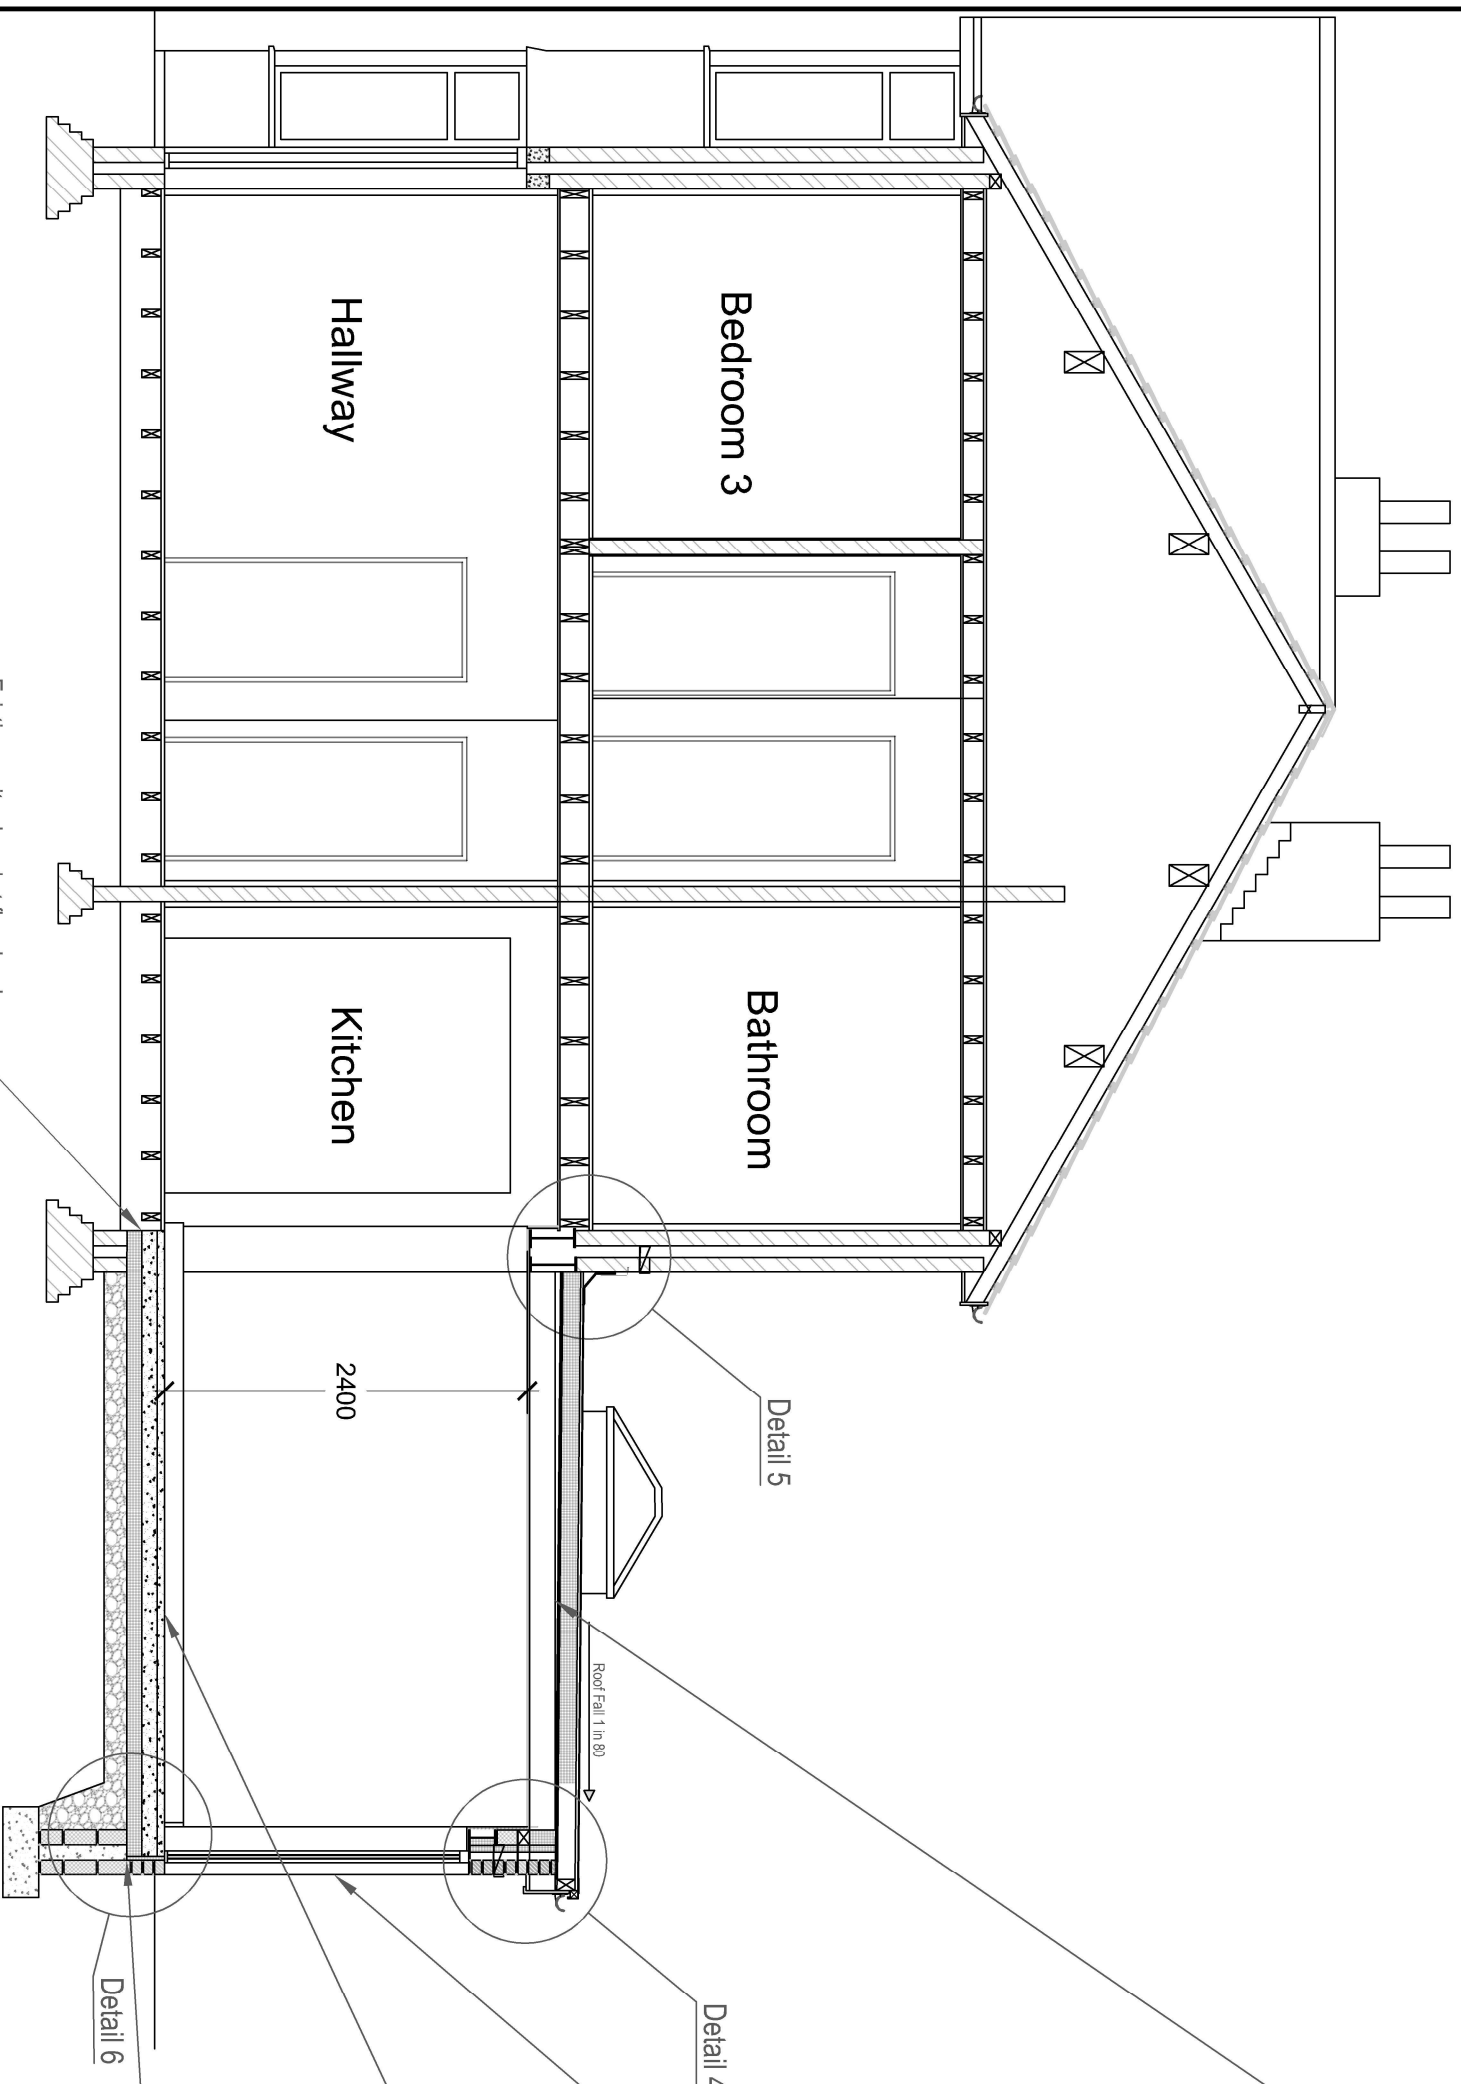 Bedroom 3
Bathroom
Hallway
Kitchen
2400
Roof Fall 1 in 80
Detail 5
Detail 4
Detail 6